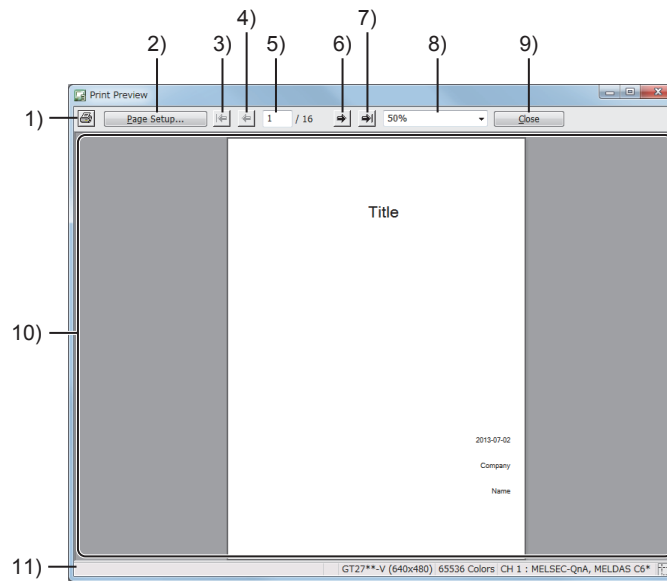 4)
2) 3) 5) 6) 7) 8) 9)
Print Preview
1) Page Setup... 1 / 16 50% Close
Title
10)
2013-07-02
Company
Name
11) GT27**-V (640x480) 65536 Colors CH 1 : MELSEC-QnA, MELDAS C6*